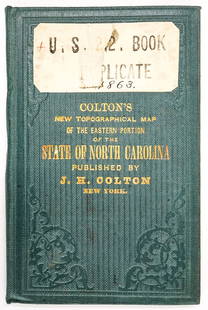 U. S. BOOK
PLICATE
1863.
COLTON'S
NEW TOPOGRAPHICAL MAP
OF THE EASTERN PORTION
OF THE
STATE OF NORTH CAROLINA
PUBLISHED BY
J. H. COLTON
NEW YORK.